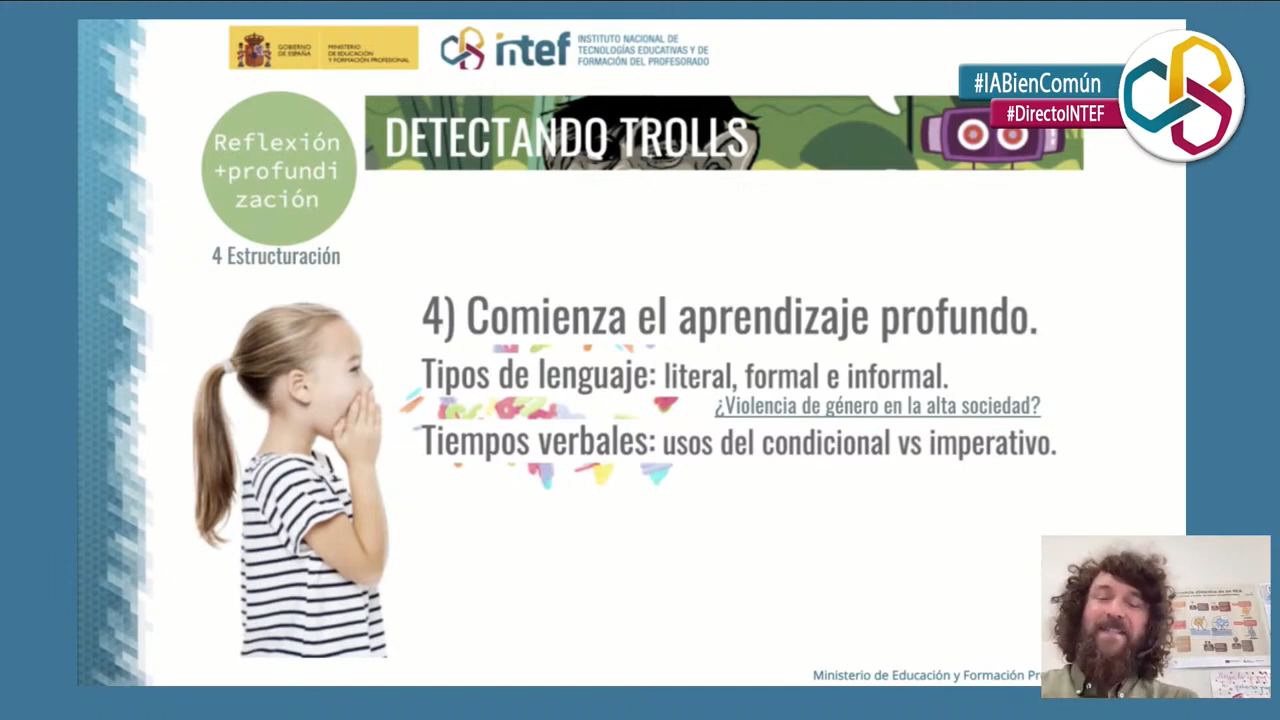 GOBIERNO
DE ESPAÑA
MINISTERIO
DE EDUCACIÓN
Y FORMACIÓN PROFESIONAL
intef
INSTITUTO NACIONAL DE
TECNOLOGÍAS EDUCATIVAS Y DE
FORMACIÓN DEL PROFESORADO
#IABienComún
#DirectoINTEF
Reflexión
+profundi
zación
DETECTANDO TROLLS
4 Estructuración
4) Comienza el aprendizaje profundo.
Tipos de lenguaje: literal, formal e informal.
¿Violencia de género en la alta sociedad?
Tiempos verbales: usos del condicional vs imperativo.
Ministerio de Educación y Formación Pr